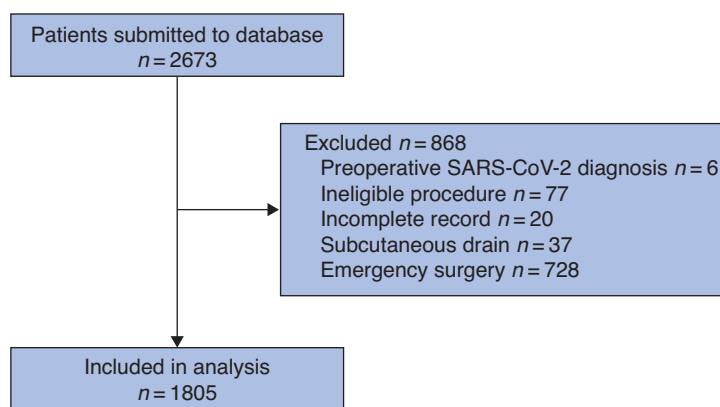 Patients submitted to database
n = 2673
Excluded n = 868
Preoperative SARS-CoV-2 diagnosis n = 6
Ineligible procedure n = 77
Incomplete record n = 20
Subcutaneous drain n = 37
Emergency surgery n = 728
Included in analysis
n = 1805